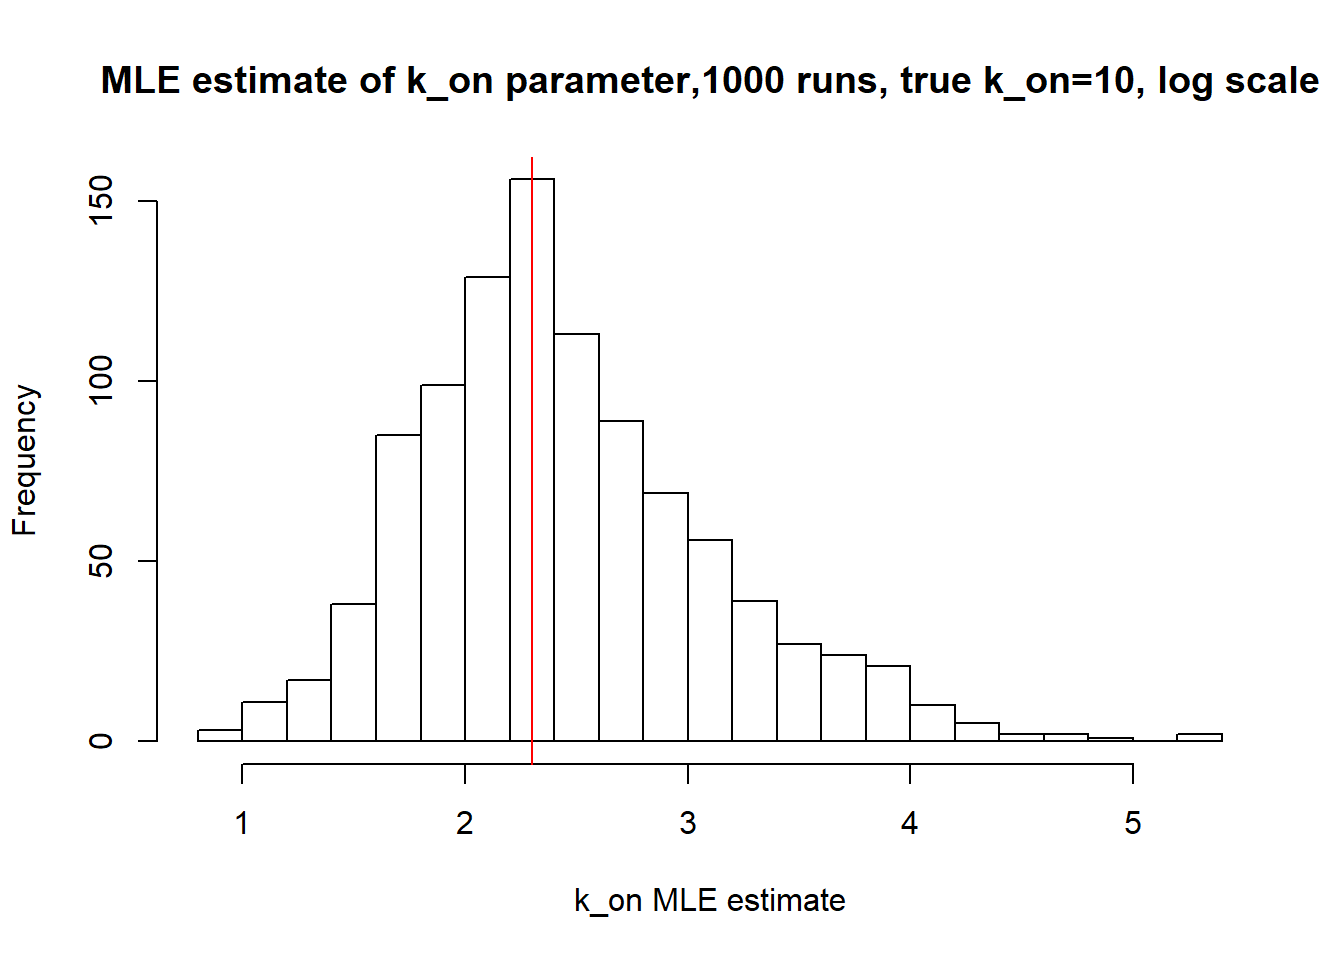 MLE estimate of k_on parameter,1000 runs, true k_on=10, log scale
Frequency
150
100
50
0
1 2 3 4 5
k_on MLE estimate